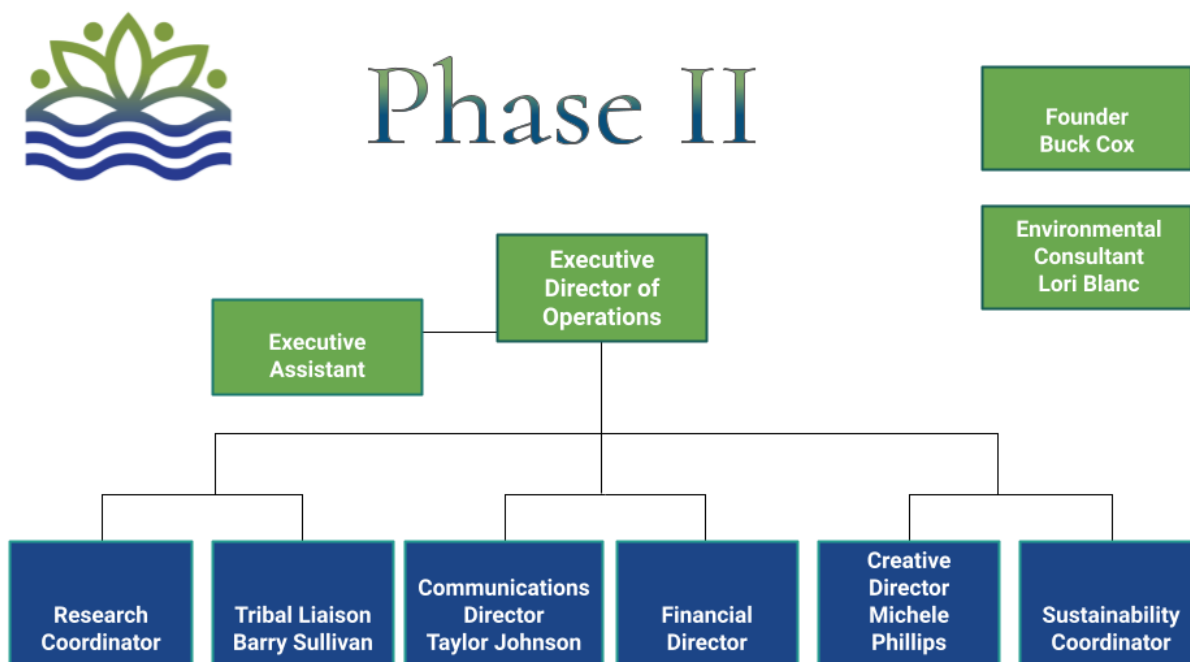 Phase II
Founder
Buck Cox
Environmental
Consultant
Lori Blanc
Executive
Director of
Operations
Executive
Assistant
Research
Coordinator
Tribal Liaison
Barry Sullivan
Communications
Director
Taylor Johnson
Financial
Director
Creative
Director
Michele
Phillips
Sustainability
Coordinator